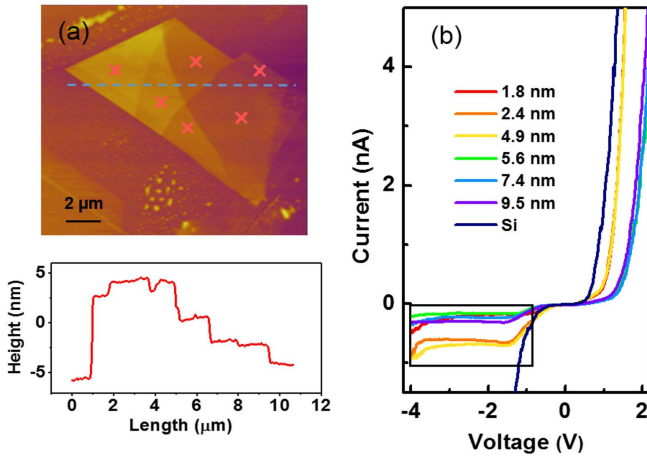 (a)
2 μm
5
0
-5
Height (nm)
0 2 4 6 8 10 12
Length (μm)
(b)
1.8 nm
2.4 nm
4.9 nm
5.6 nm
7.4 nm
9.5 nm
Si
4
2
0
Current (nA)
-4 -2 0 2
Voltage (V)